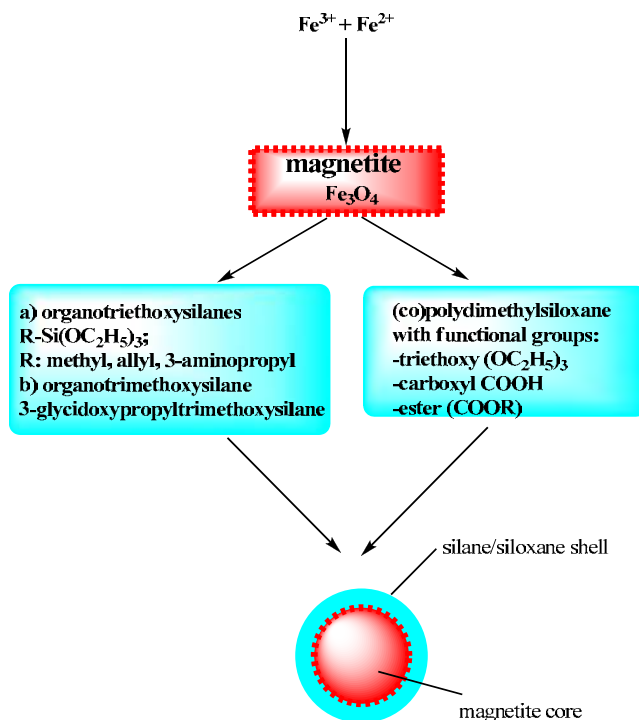 Fe³⁺ + Fe²⁺
magnetite
Fe₃O₄
a) organotriethoxysilanes
R-Si(OC₂H₅)₃;
R: methyl, allyl, 3-aminopropyl
b) organotrimethoxysilane
3-glycidoxypropyltrimethoxysilane
(co)polydimethylsiloxane
with functional groups:
-triethoxy (OC₂H₅)₃
-carboxyl COOH
-ester (COOR)
silane/siloxane shell
magnetite core